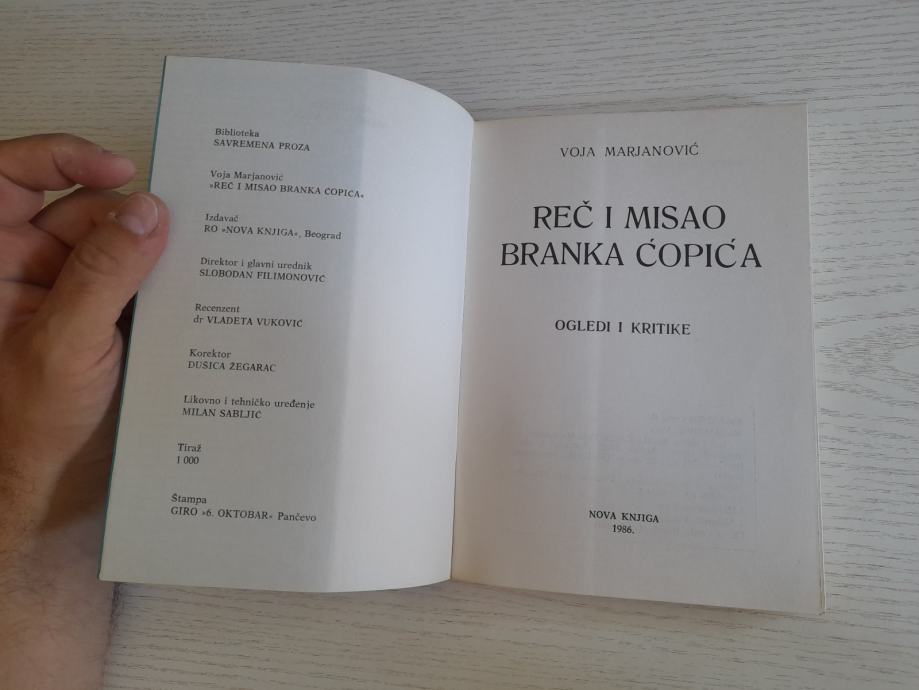 Biblioteka
SAVREMENA PROZA
Voja Marjanović
»REČ I MISAO BRANKA ĆOPIĆA«
Izdavač
RO »NOVA KNJIGA«, Beograd
Direktor i glavni urednik
SLOBODAN FILIMONOVIĆ
Recenzent
dr VLADETA VUKOVIĆ
Korektor
DUŠICA ŽEGARAC
Likovno i tehničko uređenje
MILAN SABLJIĆ
Tiraž
1 000
Štampa
GIRO »6. OKTOBAR« Pančevo
VOJA MARJANOVIĆ
REČ I MISAO
BRANKA ĆOPIĆA
OGLEDI I KRITIKE
NOVA KNJIGA
1986.